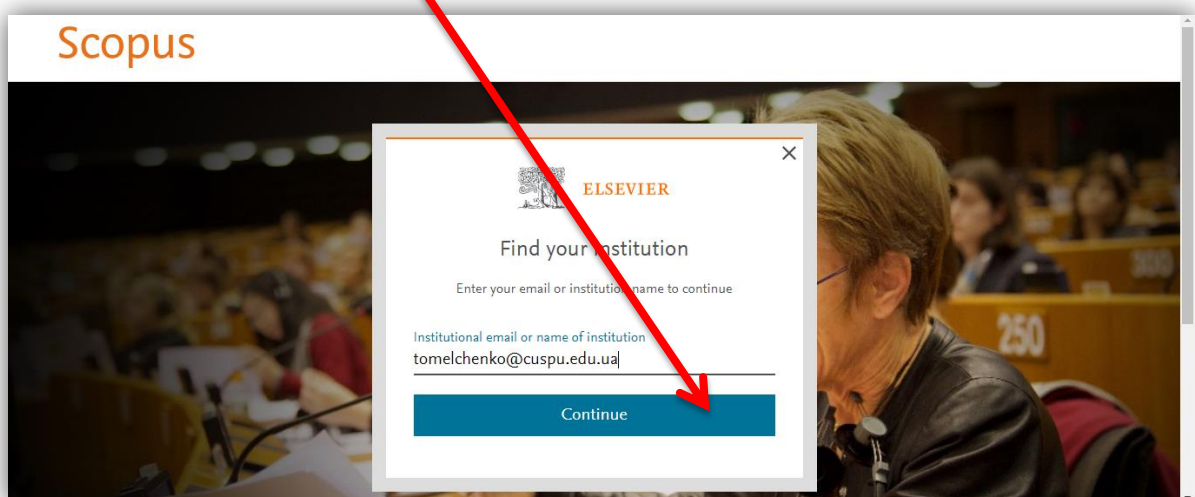 Scopus
ELSEVIER
Find your institution
Enter your email or institution name to continue
Institutional email or name of institution
tomelchenko@cuspu.edu.ua
Continue
250